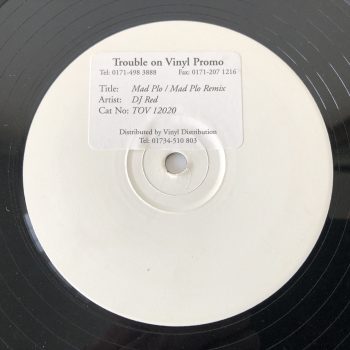 Trouble on Vinyl Promo
Tel: 0171-498 3888 Fax: 0171-207 1216
Title: Mad Plo / Mad Plo Remix
Artist: DJ Red
Cat No: TOV 12020
Distributed by Vinyl Distribution
Tel: 01734-510 803